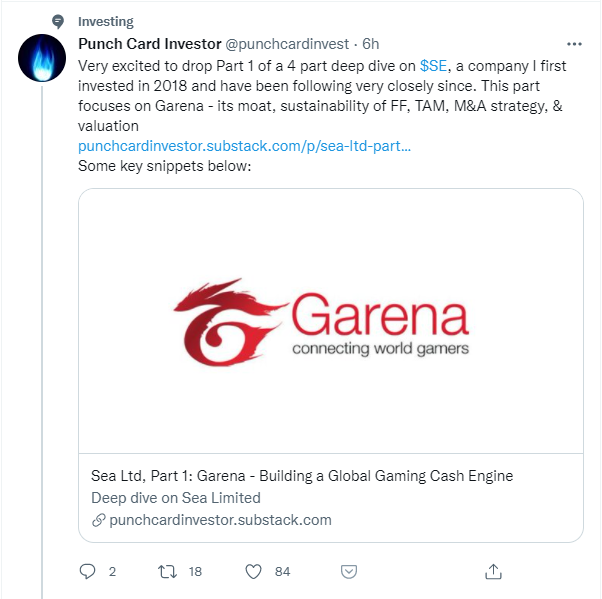 Investing
Punch Card Investor @punchcardinvest · 6h
Very excited to drop Part 1 of a 4 part deep dive on $SE, a company I first
invested in 2018 and have been following very closely since. This part
focuses on Garena - its moat, sustainability of FF, TAM, M&A strategy, &
valuation
punchcardinvestor.substack.com/p/sea-ltd-part...
Some key snippets below:
Garena
connecting world gamers
Sea Ltd, Part 1: Garena - Building a Global Gaming Cash Engine
Deep dive on Sea Limited
punchcardinvestor.substack.com
2 18 84